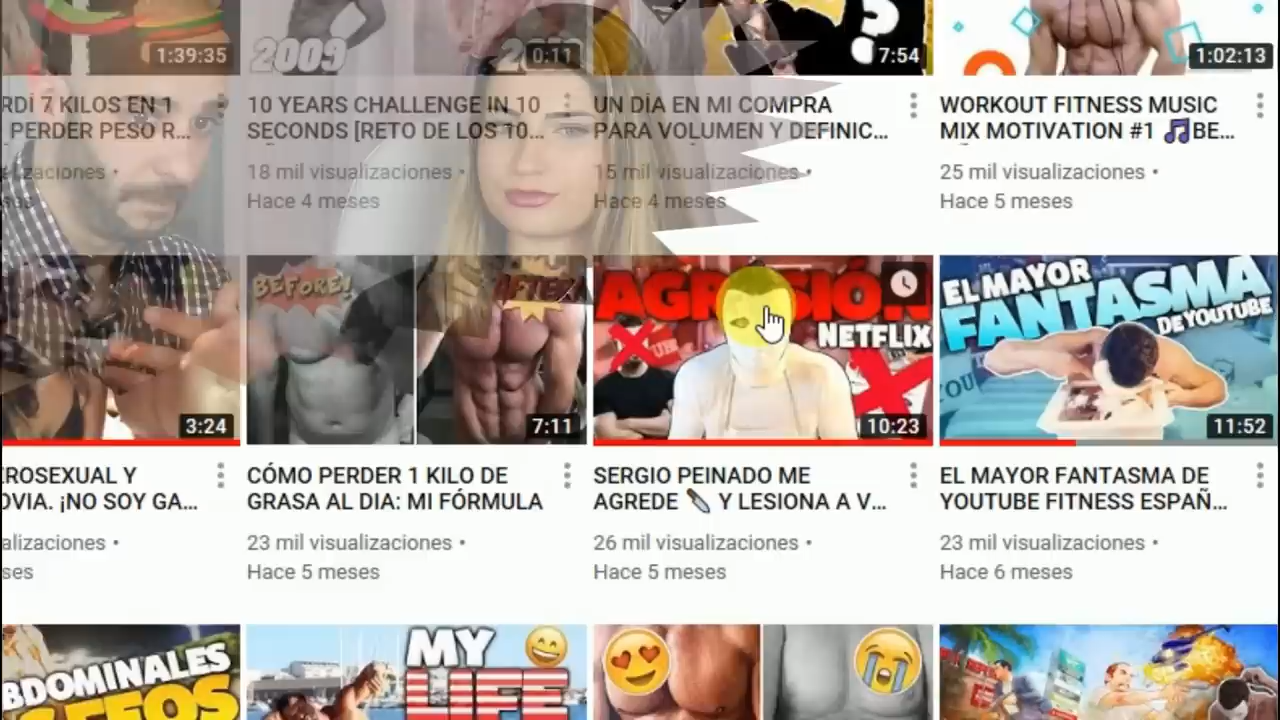 1:39:35
2009
0:11
7:54
1:02:13
RDÍ 7 KILOS EN 1
PERDER PESO R...
lizaciones •
10 YEARS CHALLENGE IN 10
SECONDS [RETO DE LOS 10...
18 mil visualizaciones •
Hace 4 meses
UN DÍA EN MI COMPRA
PARA VOLUMEN Y DEFINIC...
15 mil visualizaciones •
Hace 4 meses
WORKOUT FITNESS MUSIC
MIX MOTIVATION #1 🎵BE...
25 mil visualizaciones •
Hace 5 meses
3:24
BEFORE!
AFTER!
7:11
AGRESIÓN
NETFLIX
10:23
EL MAYOR
FANTASMA
DE YOUTUBE
11:52
EROSEXUAL Y
OVIA. ¡NO SOY GA...
alizaciones •
ses
CÓMO PERDER 1 KILO DE
GRASA AL DIA: MI FÓRMULA
23 mil visualizaciones •
Hace 5 meses
SERGIO PEINADO ME
AGREDE 🔪 Y LESIONA A V...
26 mil visualizaciones •
Hace 5 meses
EL MAYOR FANTASMA DE
YOUTUBE FITNESS ESPAÑ...
23 mil visualizaciones •
Hace 6 meses
BDOMINALES
MY
LIFE